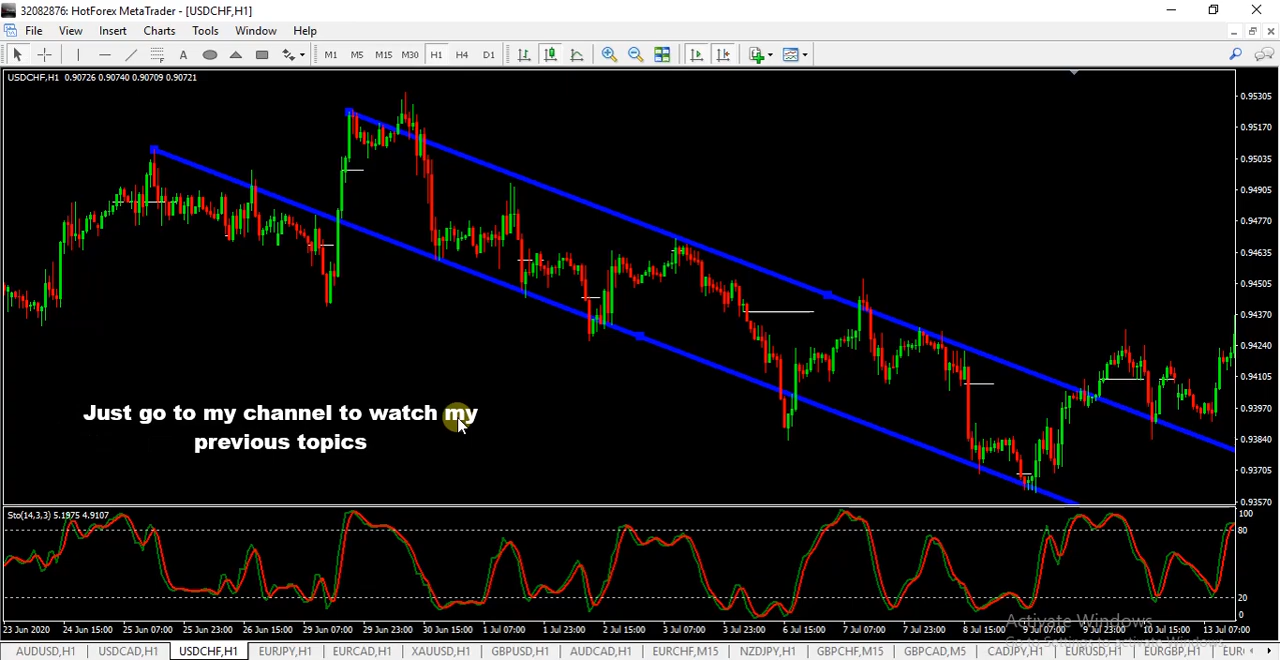 32082876: HotForex MetaTrader - [USDCHF,H1]
File View Insert Charts Tools Window Help
A F M1 M5 M15 M30 H1 H4 D1
USDCHF,H1 0.90726 0.90740 0.90709 0.90721
0.95305
0.95170
0.95035
0.94905
0.94770
0.94635
0.94505
0.94370
0.94240
0.94105
0.93970
0.93840
0.93705
0.93570
Just go to my channel to watch my
previous topics
Sto(14,3,3) 5.1975 4.9107
100
80
20
0
23 Jun 2020 24 Jun 15:00 25 Jun 07:00 25 Jun 23:00 26 Jun 15:00 29 Jun 07:00 29 Jun 23:00 30 Jun 15:00 1 Jul 07:00 1 Jul 23:00 2 Jul 15:00 3 Jul 07:00 3 Jul 23:00 6 Jul 15:00 7 Jul 07:00 7 Jul 23:00 8 Jul 15:00 9 Jul 07:00 9 Jul 23:00 10 Jul 15:00 13 Jul 07:00
Activate Windows
AUDUSD,H1 USDCAD,H1 USDCHF,H1 EURJPY,H1 EURCAD,H1 XAUUSD,H1 GBPUSD,H1 AUDCAD,H1 EURCHF,M15 NZDJPY,H1 GBPCHF,M15 GBPCAD,M5 CADJPY,H1 EURUSD,H1 EURGBP,H1